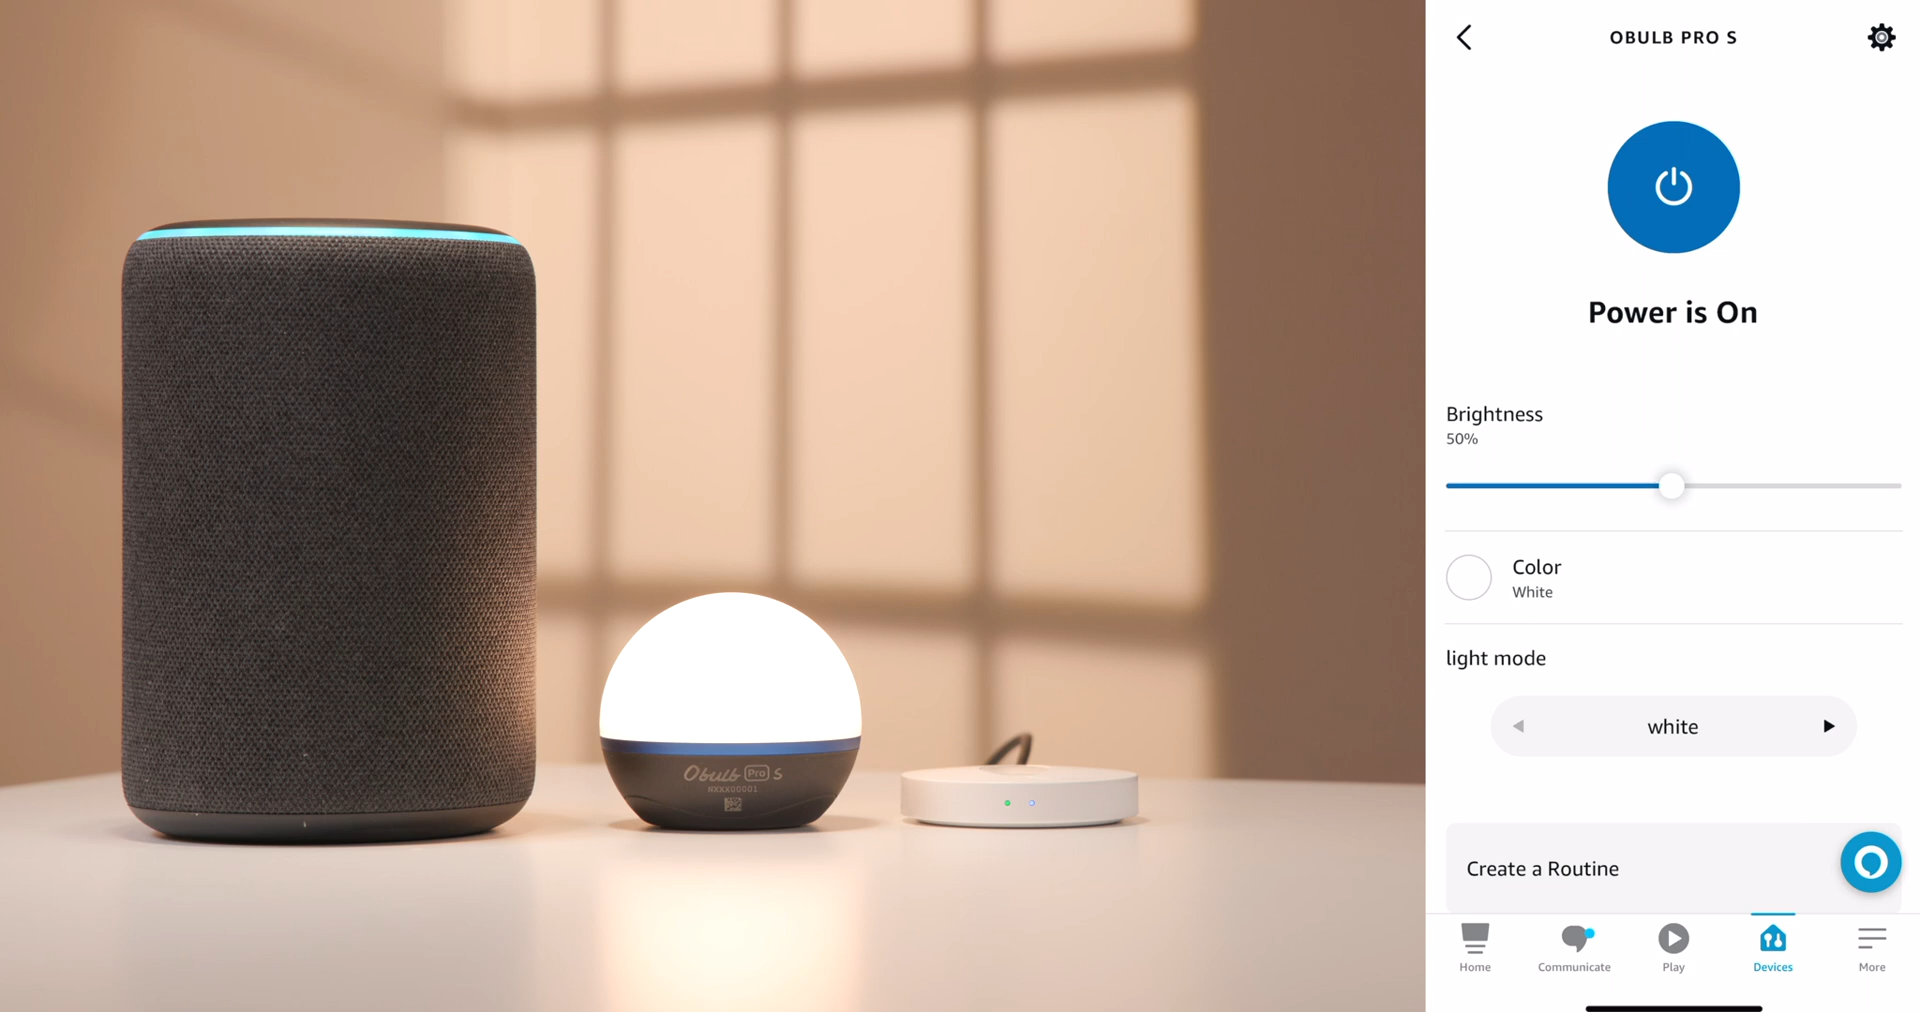 Obulb Pro S
NXXX00001
OBULB PRO S
Power is On
Brightness
50%
Color
White
light mode
white
Create a Routine
Home
Communicate
Play
Devices
More